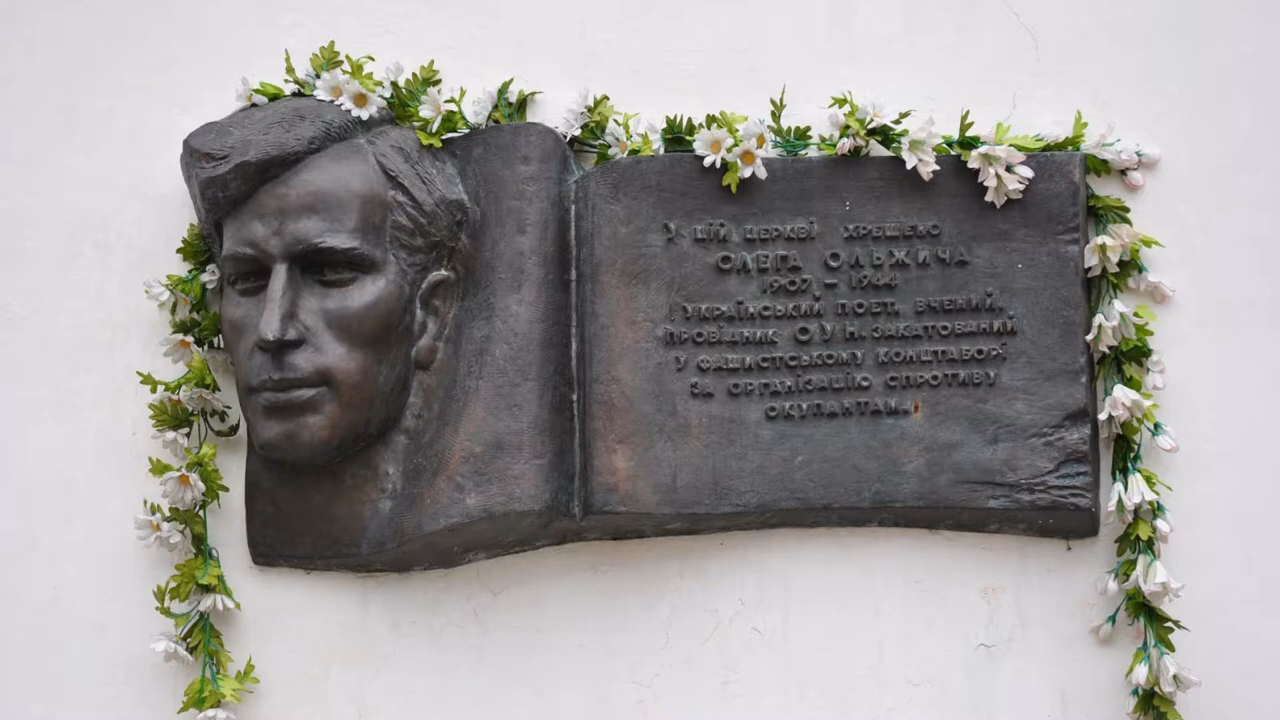 У ЦІЙ ЦЕРКВІ ХРЕЩЕНО
ОЛЕГА ОЛЬЖИЧА
1907 – 1944
УКРАЇНСЬКИЙ ПОЕТ, ВЧЕНИЙ,
ПРОВІДНИК ОУН. ЗАКАТОВАНИЙ
У ФАШИСТСЬКОМУ КОНЦТАБОРІ
ЗА ОРГАНІЗАЦІЮ СПРОТИВУ
ОКУПАНТАМ.